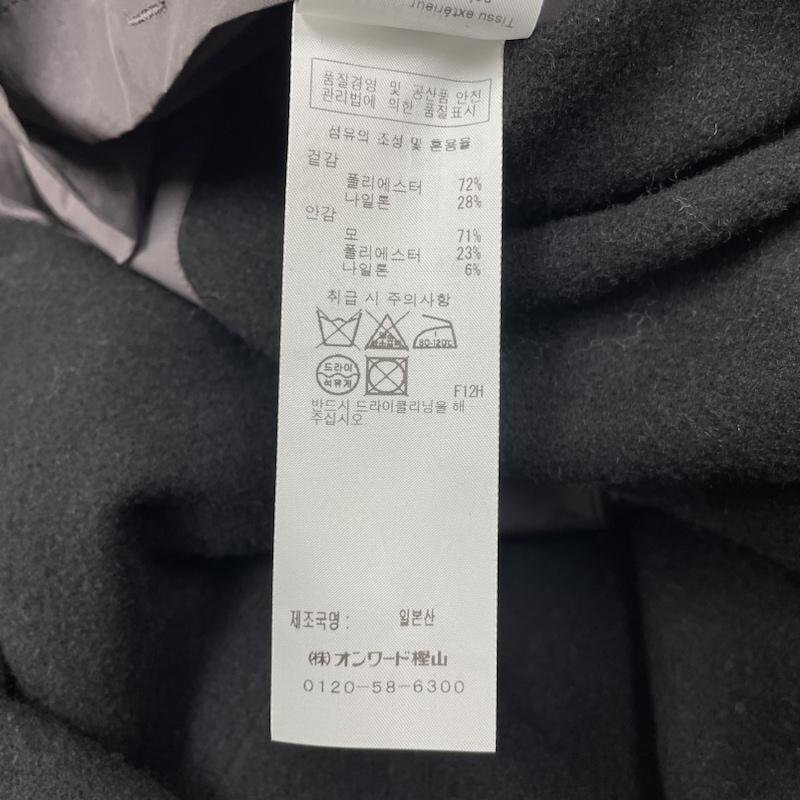 Tissu extérieur
품질경영 및 공산품 안전
관리법에 의한 품질표시
섬유의 조성 및 혼용율
겉감
폴리에스터 72%
나일론 28%
안감
모 71%
폴리에스터 23%
나일론 6%
취급 시 주의사항
80-120℃
드라이
석유계
F12H
반드시 드라이클리닝을 해
주십시오.
제조국명 : 일본산
㈱オンワード樫山
0120-58-6300